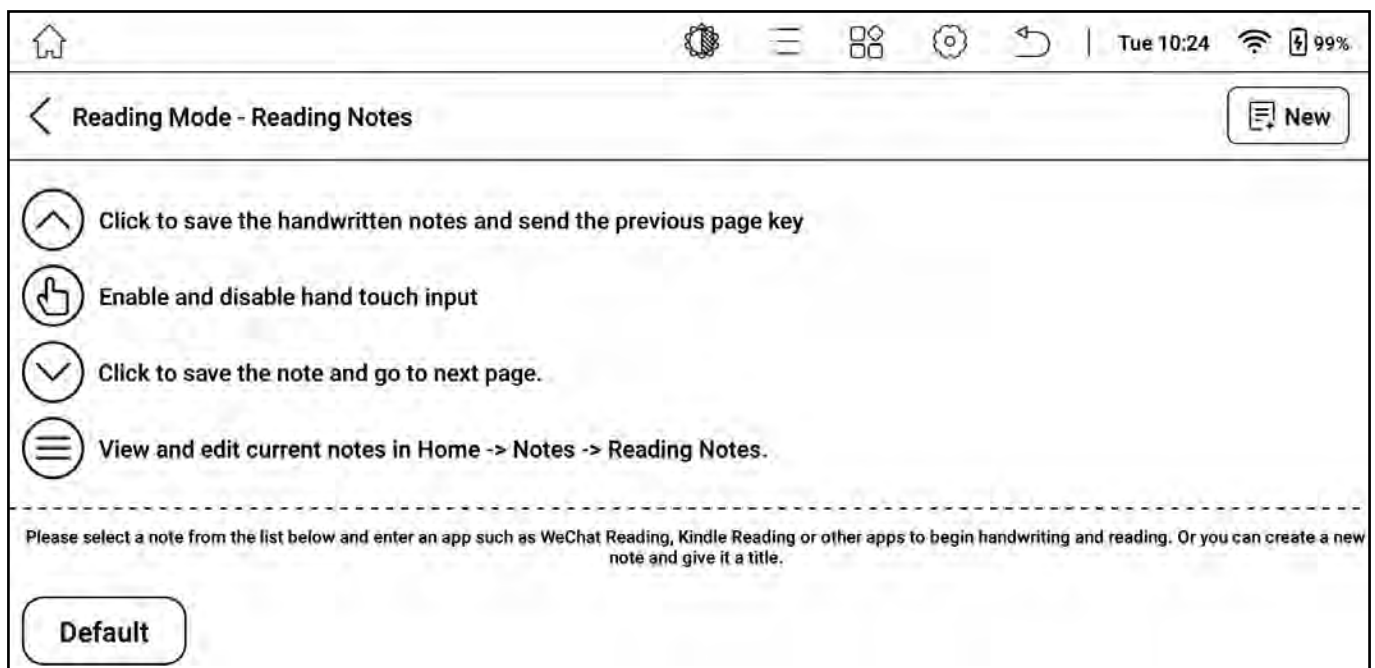 Tue 10:24 99%
Reading Mode - Reading Notes
New
Click to save the handwritten notes and send the previous page key
Enable and disable hand touch input
Click to save the note and go to next page.
View and edit current notes in Home -> Notes -> Reading Notes.
Please select a note from the list below and enter an app such as WeChat Reading, Kindle Reading or other apps to begin handwriting and reading. Or you can create a new
note and give it a title.
Default